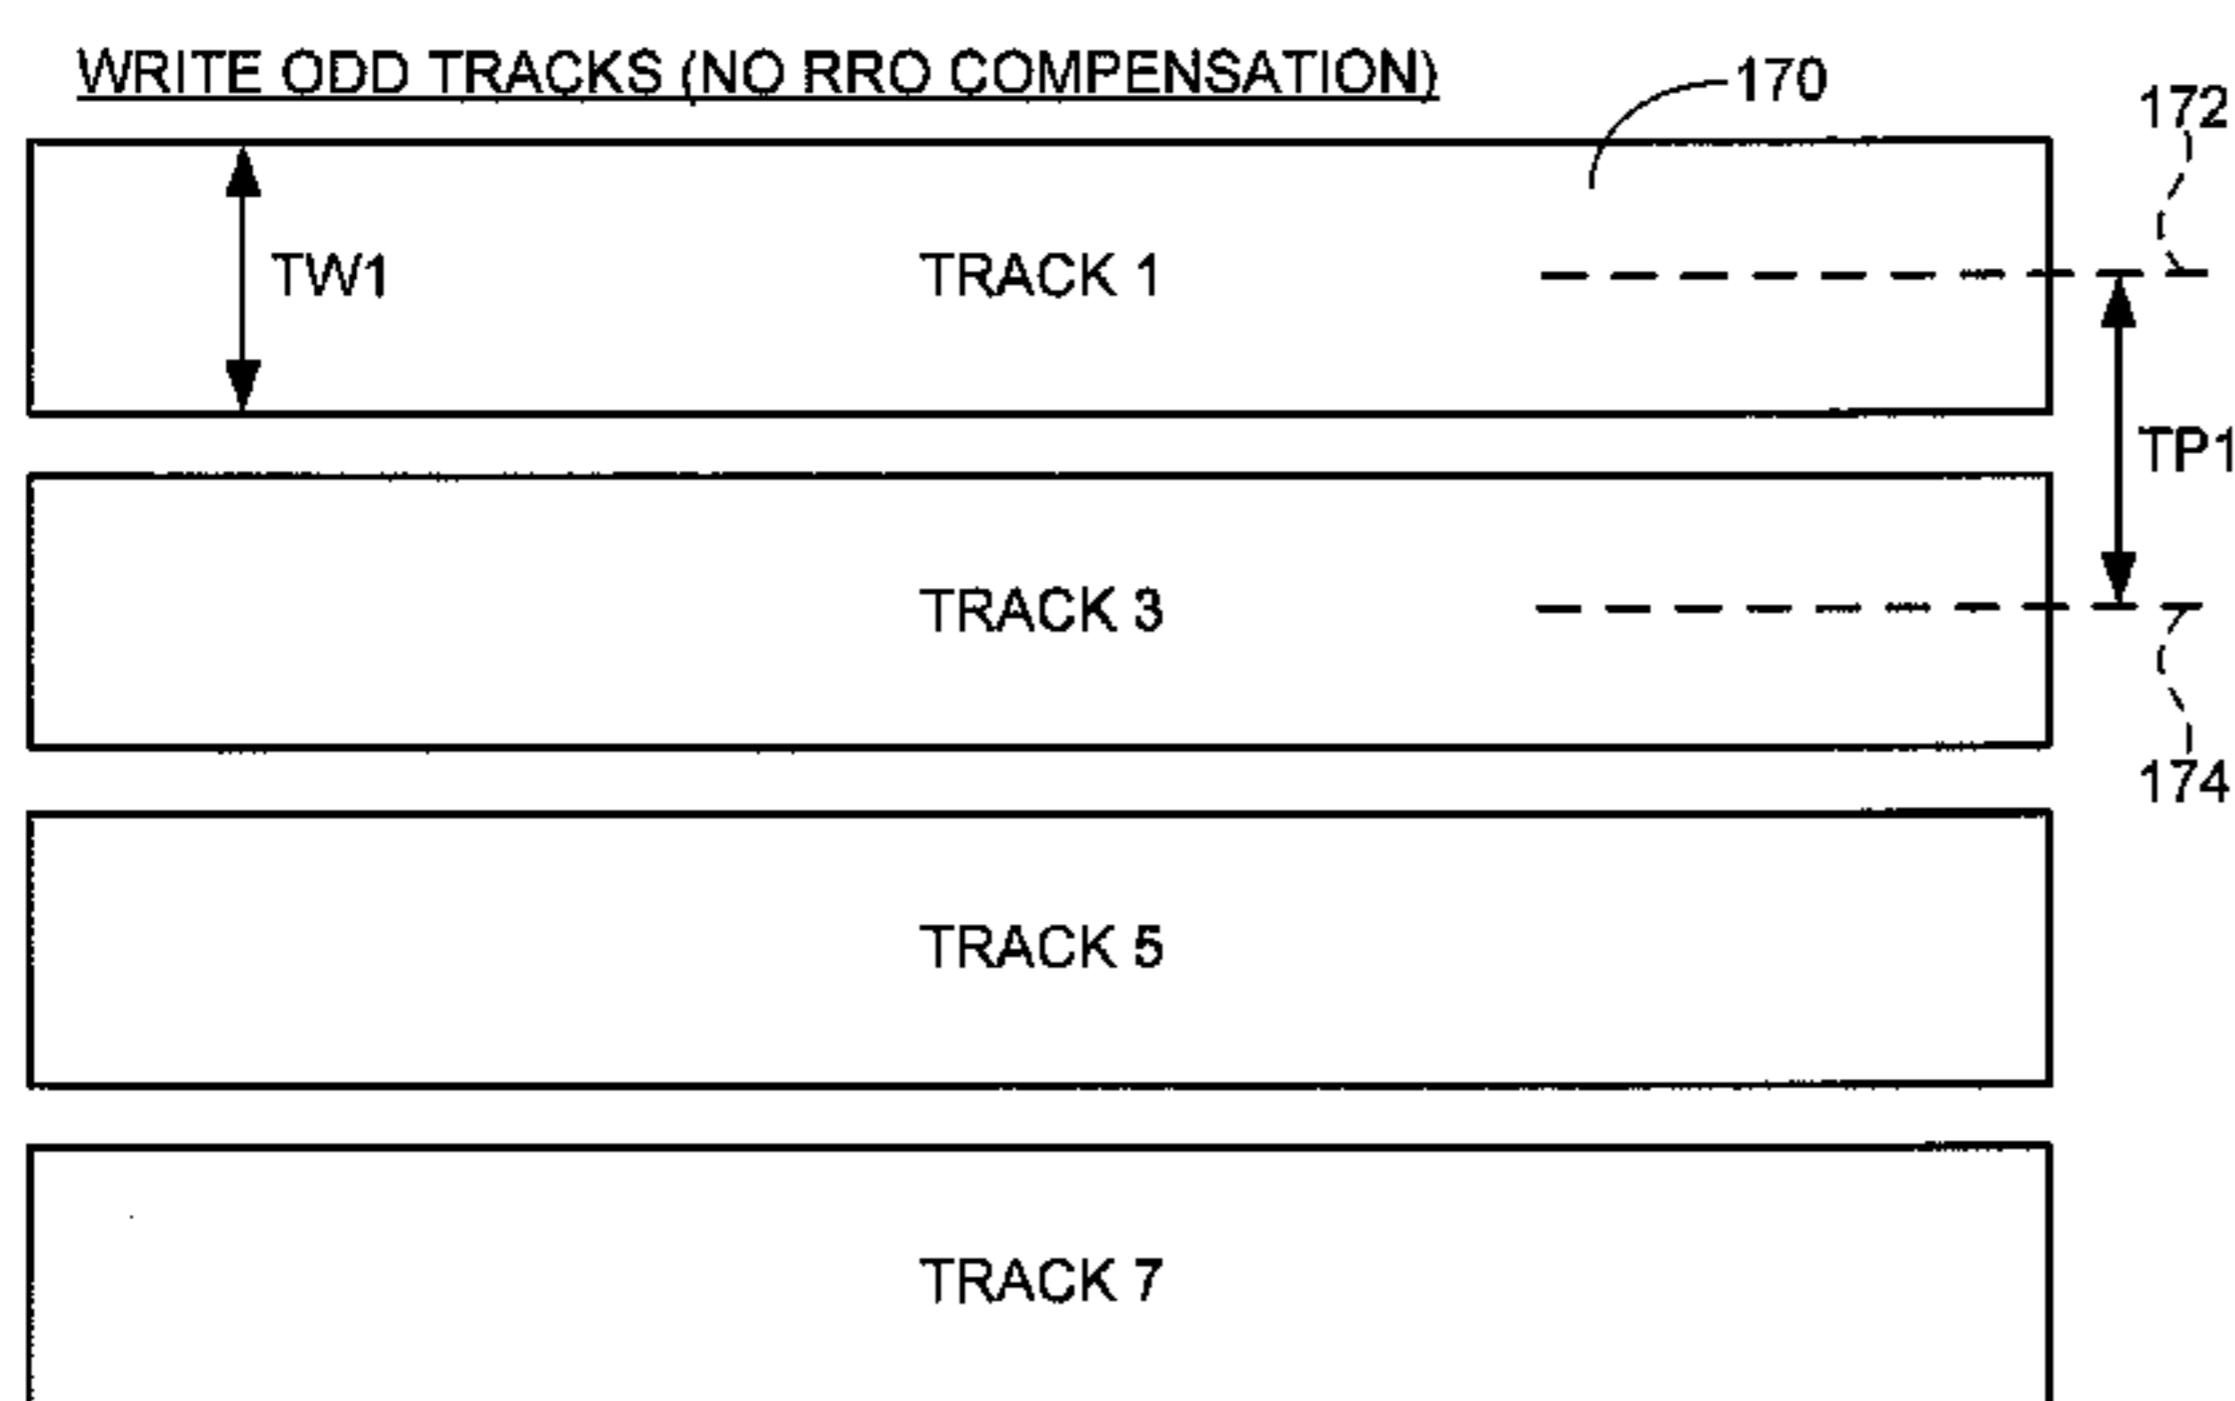 WRITE ODD TRACKS (NO RRO COMPENSATION)
170
172
TW1
TRACK 1
TP1
TRACK 3
174
TRACK 5
TRACK 7